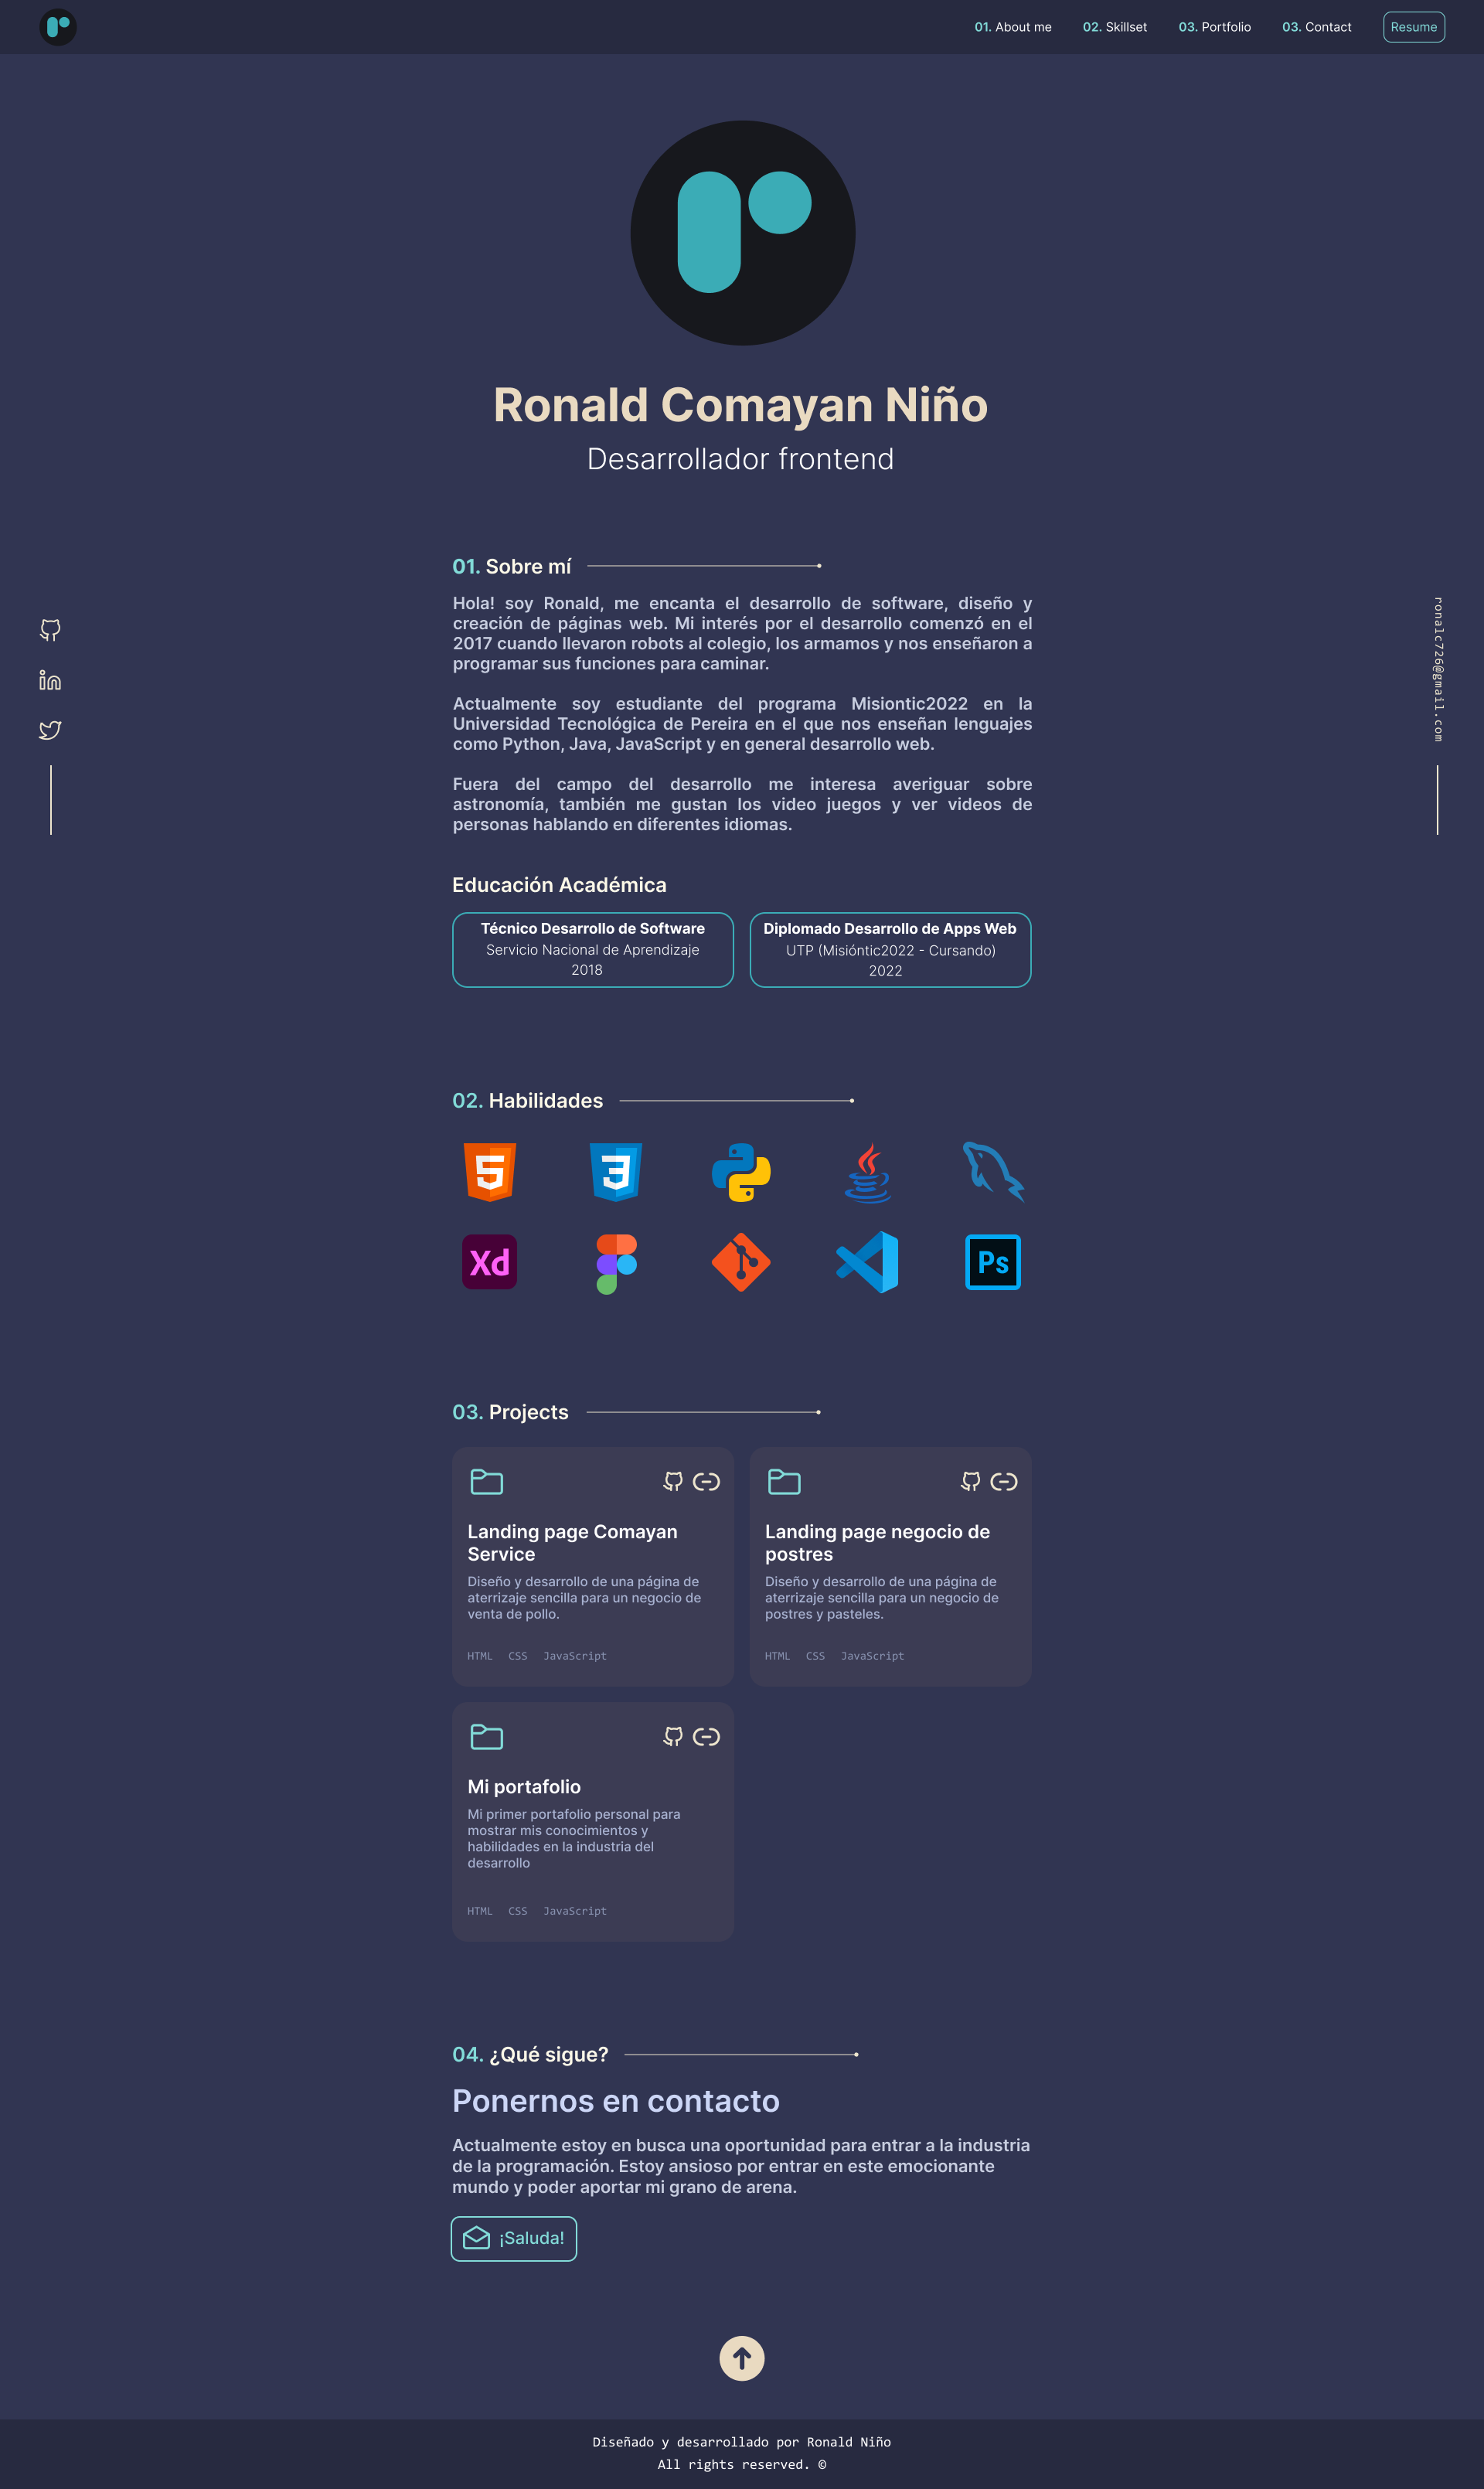 01. About me
02. Skillset
03. Portfolio
03. Contact
Resume
Ronald Comayan Niño
Desarrollador frontend
01. Sobre mí
Hola! soy Ronald, me encanta el desarrollo de software, diseño y
creación de páginas web. Mi interés por el desarrollo comenzó en el
2017 cuando llevaron robots al colegio, los armamos y nos enseñaron a
programar sus funciones para caminar.
Actualmente soy estudiante del programa Misiontic2022 en la
Universidad Tecnológica de Pereira en el que nos enseñan lenguajes
como Python, Java, JavaScript y en general desarrollo web.
Fuera del campo del desarrollo me interesa averiguar sobre
astronomía, también me gustan los video juegos y ver videos de
personas hablando en diferentes idiomas.
ronalc726@gmail.com
Educación Académica
Técnico Desarrollo de Software
Servicio Nacional de Aprendizaje
2018
Diplomado Desarrollo de Apps Web
UTP (Misióntic2022 - Cursando)
2022
02. Habilidades
5
3
Xd
Ps
03. Projects
Landing page Comayan
Service
Diseño y desarrollo de una página de
aterrizaje sencilla para un negocio de
venta de pollo.
HTML CSS JavaScript
Landing page negocio de
postres
Diseño y desarrollo de una página de
aterrizaje sencilla para un negocio de
postres y pasteles.
HTML CSS JavaScript
Mi portafolio
Mi primer portafolio personal para
mostrar mis conocimientos y
habilidades en la industria del
desarrollo
HTML CSS JavaScript
04. ¿Qué sigue?
Ponernos en contacto
Actualmente estoy en busca una oportunidad para entrar a la industria
de la programación. Estoy ansioso por entrar en este emocionante
mundo y poder aportar mi grano de arena.
¡Saluda!
Diseñado y desarrollado por Ronald Niño
All rights reserved. ©